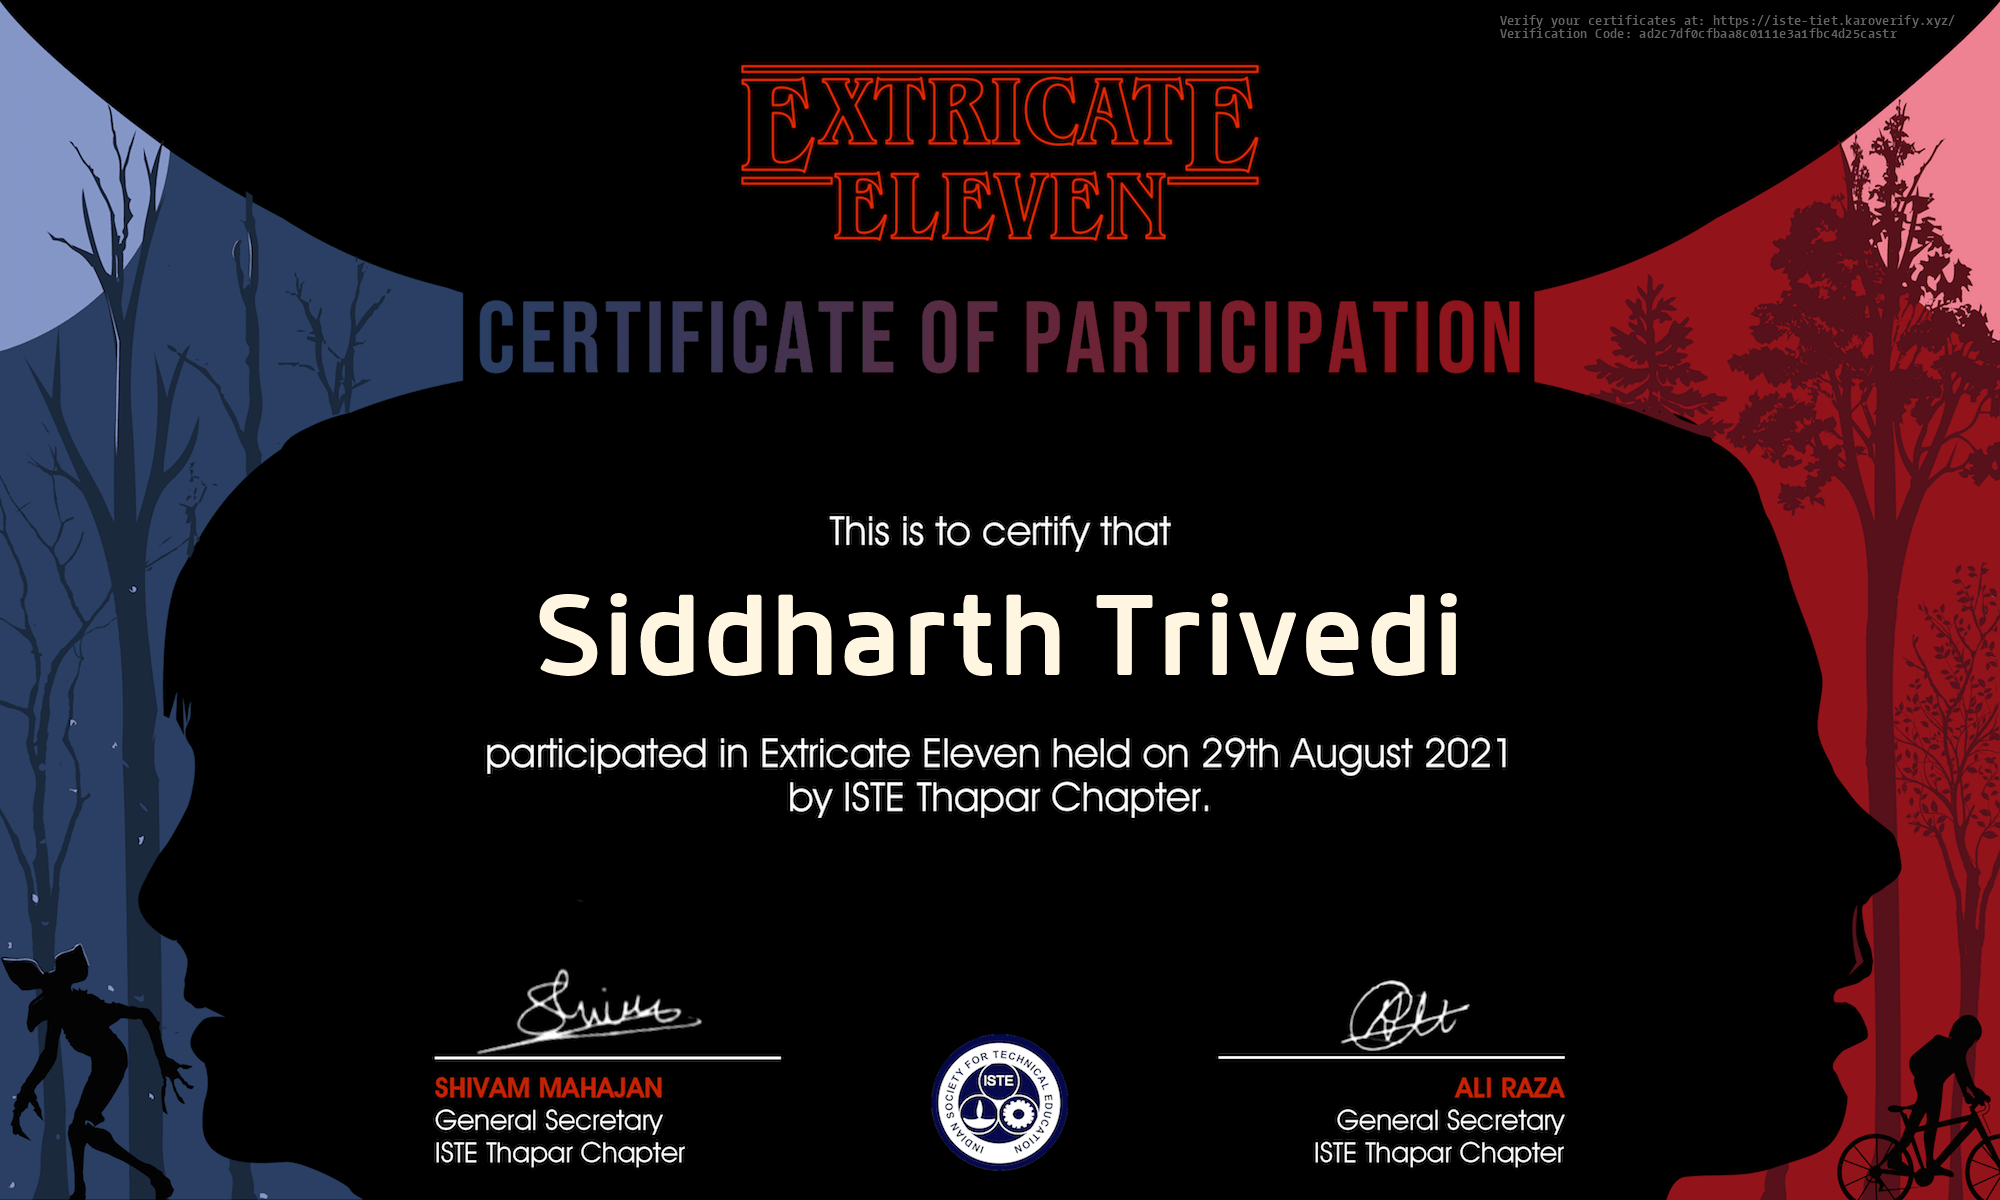 Verify your certificates at: https://iste-tiet.karoverify.xyz/
Verification Code: ad2c7df0cfbaa8c0111e3a1fbc4d25castr
EXTRICATE
ELEVEN
CERTIFICATE OF PARTICIPATION
This is to certify that
Siddharth Trivedi
participated in Extricate Eleven held on 29th August 2021
by ISTE Thapar Chapter.
SHIVAM MAHAJAN
General Secretary
ISTE Thapar Chapter
INDIAN SOCIETY FOR TECHNICAL EDUCATION
ISTE
ALI RAZA
General Secretary
ISTE Thapar Chapter